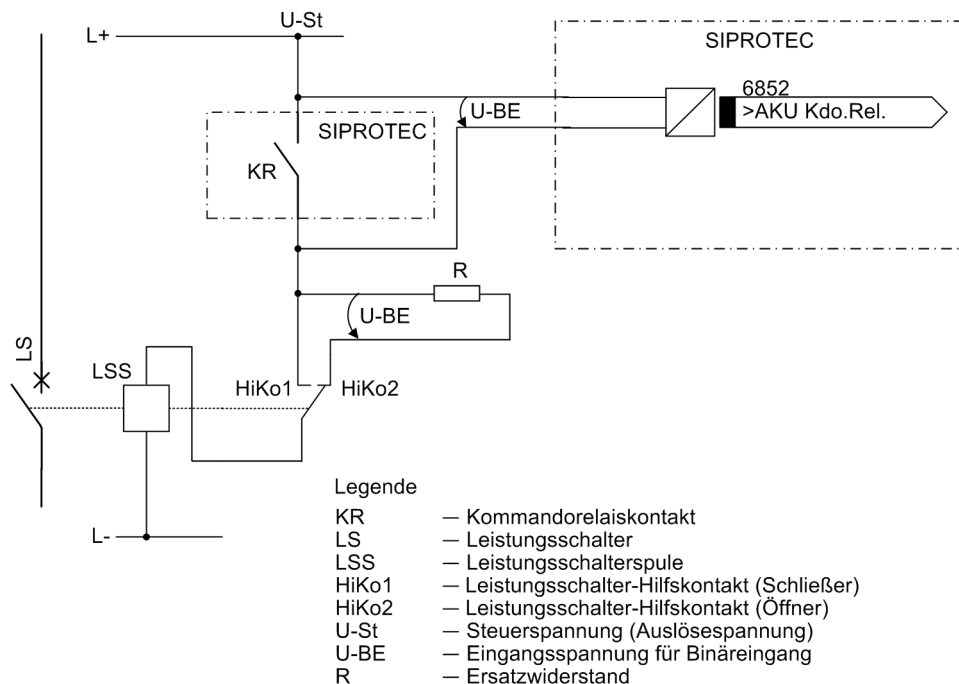 U-St
L+
SIPROTEC
6852
>AKU Kdo.Rel.
U-BE
SIPROTEC
KR
R
U-BE
LS
LSS
HiKo1
HiKo2
L-
Legende
KR — Kommandorelaiskontakt
LS — Leistungsschalter
LSS — Leistungsschalterspule
HiKo1 — Leistungsschalter-Hilfskontakt (Schließer)
HiKo2 — Leistungsschalter-Hilfskontakt (Öffner)
U-St — Steuerspannung (Auslösespannung)
U-BE — Eingangsspannung für Binäreingang
R — Ersatzwiderstand